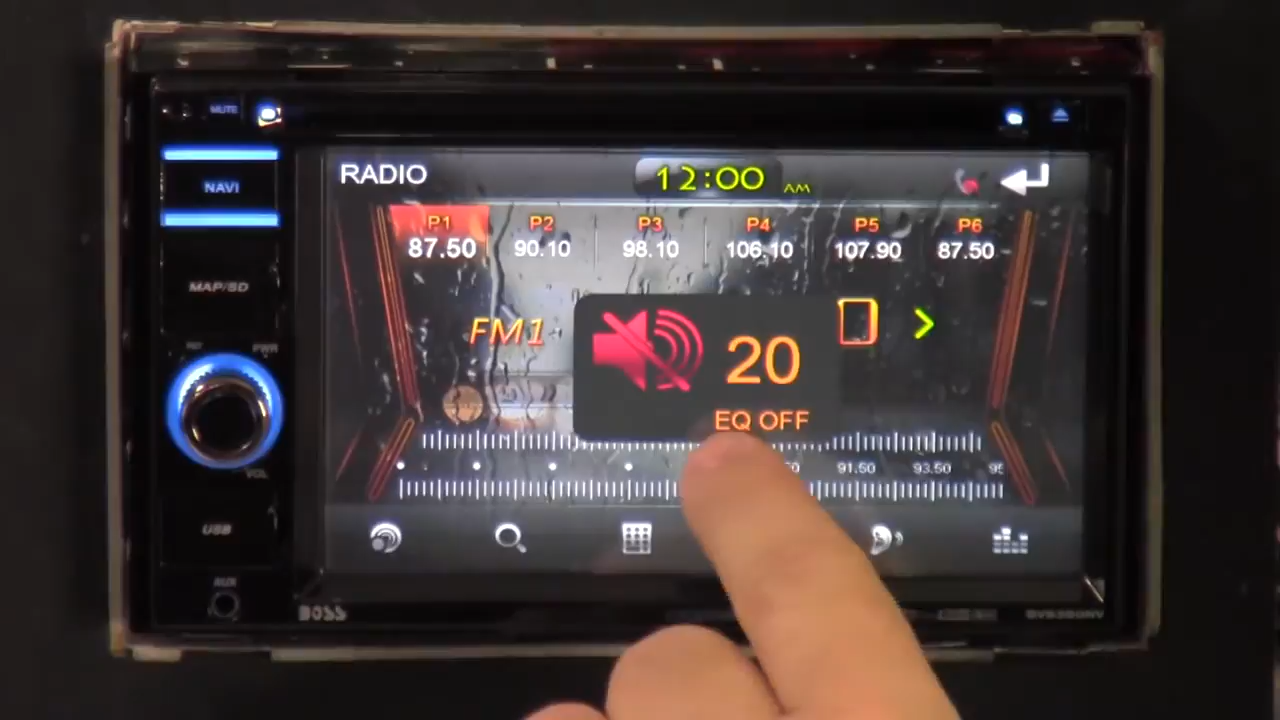 MUTE
NAVI
MAP/SD
PWR
VOL
USB
AUX
BOSS
RADIO
12:00 AM
P1 P2 P3 P4 P5 P6
87.50 90.10 98.10 106.10 107.90 87.50
FM1
20
EQ OFF
91.50 93.50